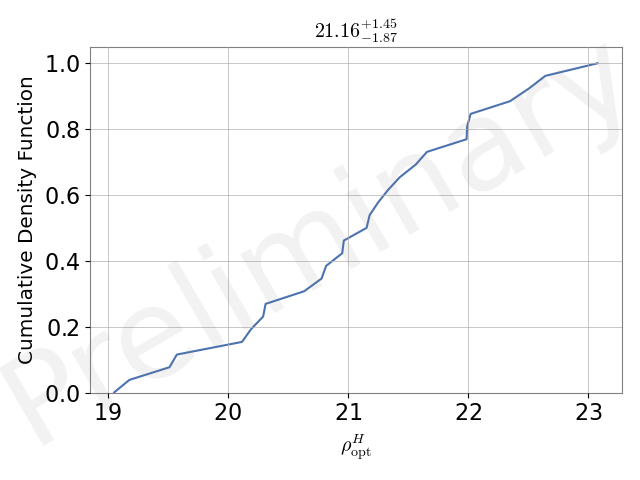 21.16^{+1.45}_{-1.87}
1.0
0.8
0.6
0.4
0.2
0.0
Cumulative Density Function
19 20 21 22 23
ρ^H_opt
Preliminary